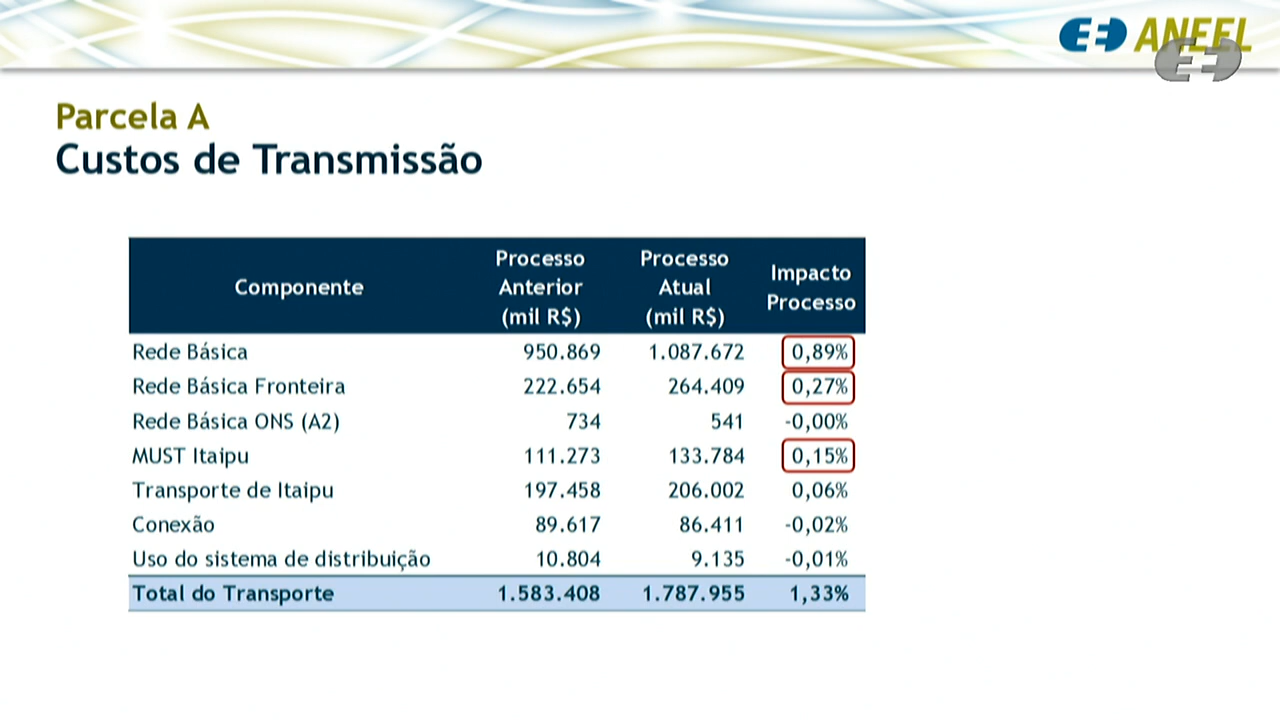 ANEEL
Parcela A
Custos de Transmissão
Componente Processo Anterior (mil R$) Processo Atual (mil R$) Impacto Processo
Rede Básica 950.869 1.087.672 0,89%
Rede Básica Fronteira 222.654 264.409 0,27%
Rede Básica ONS (A2) 734 541 -0,00%
MUST Itaipu 111.273 133.784 0,15%
Transporte de Itaipu 197.458 206.002 0,06%
Conexão 89.617 86.411 -0,02%
Uso do sistema de distribuição 10.804 9.135 -0,01%
Total do Transporte 1.583.408 1.787.955 1,33%